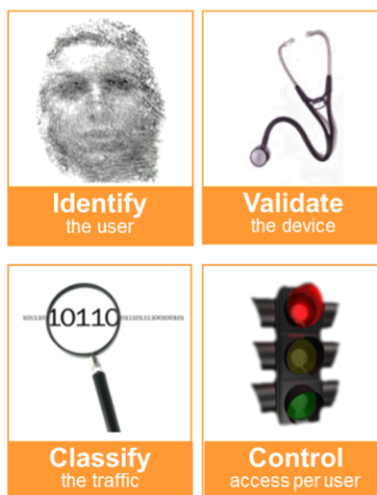 Identify
the user
Validate
the device
10110
Classify
the traffic
Control
access per user